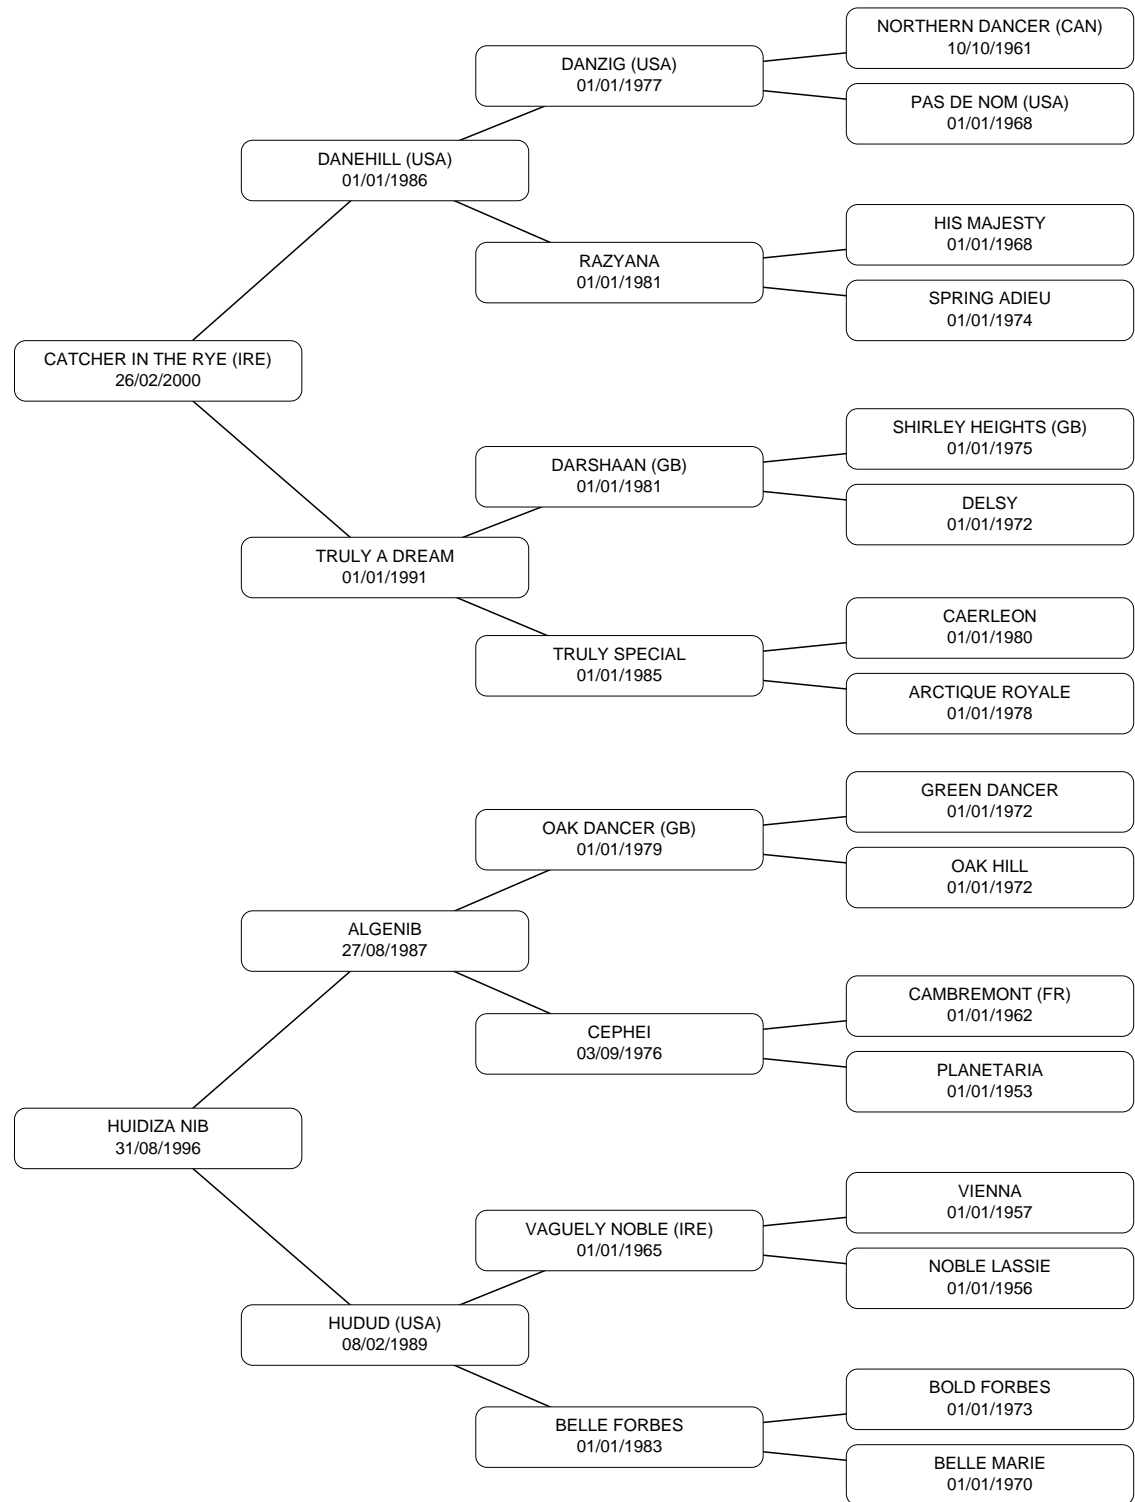 NORTHERN DANCER (CAN)
10/10/1961
DANZIG (USA)
01/01/1977
PAS DE NOM (USA)
01/01/1968
DANEHILL (USA)
01/01/1986
HIS MAJESTY
01/01/1968
RAZYANA
01/01/1981
SPRING ADIEU
01/01/1974
CATCHER IN THE RYE (IRE)
26/02/2000
SHIRLEY HEIGHTS (GB)
01/01/1975
DARSHAAN (GB)
01/01/1981
DELSY
01/01/1972
TRULY A DREAM
01/01/1991
CAERLEON
01/01/1980
TRULY SPECIAL
01/01/1985
ARCTIQUE ROYALE
01/01/1978
GREEN DANCER
01/01/1972
OAK DANCER (GB)
01/01/1979
OAK HILL
01/01/1972
ALGENIB
27/08/1987
CAMBREMONT (FR)
01/01/1962
CEPHEI
03/09/1976
PLANETARIA
01/01/1953
HUIDIZA NIB
31/08/1996
VIENNA
01/01/1957
VAGUELY NOBLE (IRE)
01/01/1965
NOBLE LASSIE
01/01/1956
HUDUD (USA)
08/02/1989
BOLD FORBES
01/01/1973
BELLE FORBES
01/01/1983
BELLE MARIE
01/01/1970